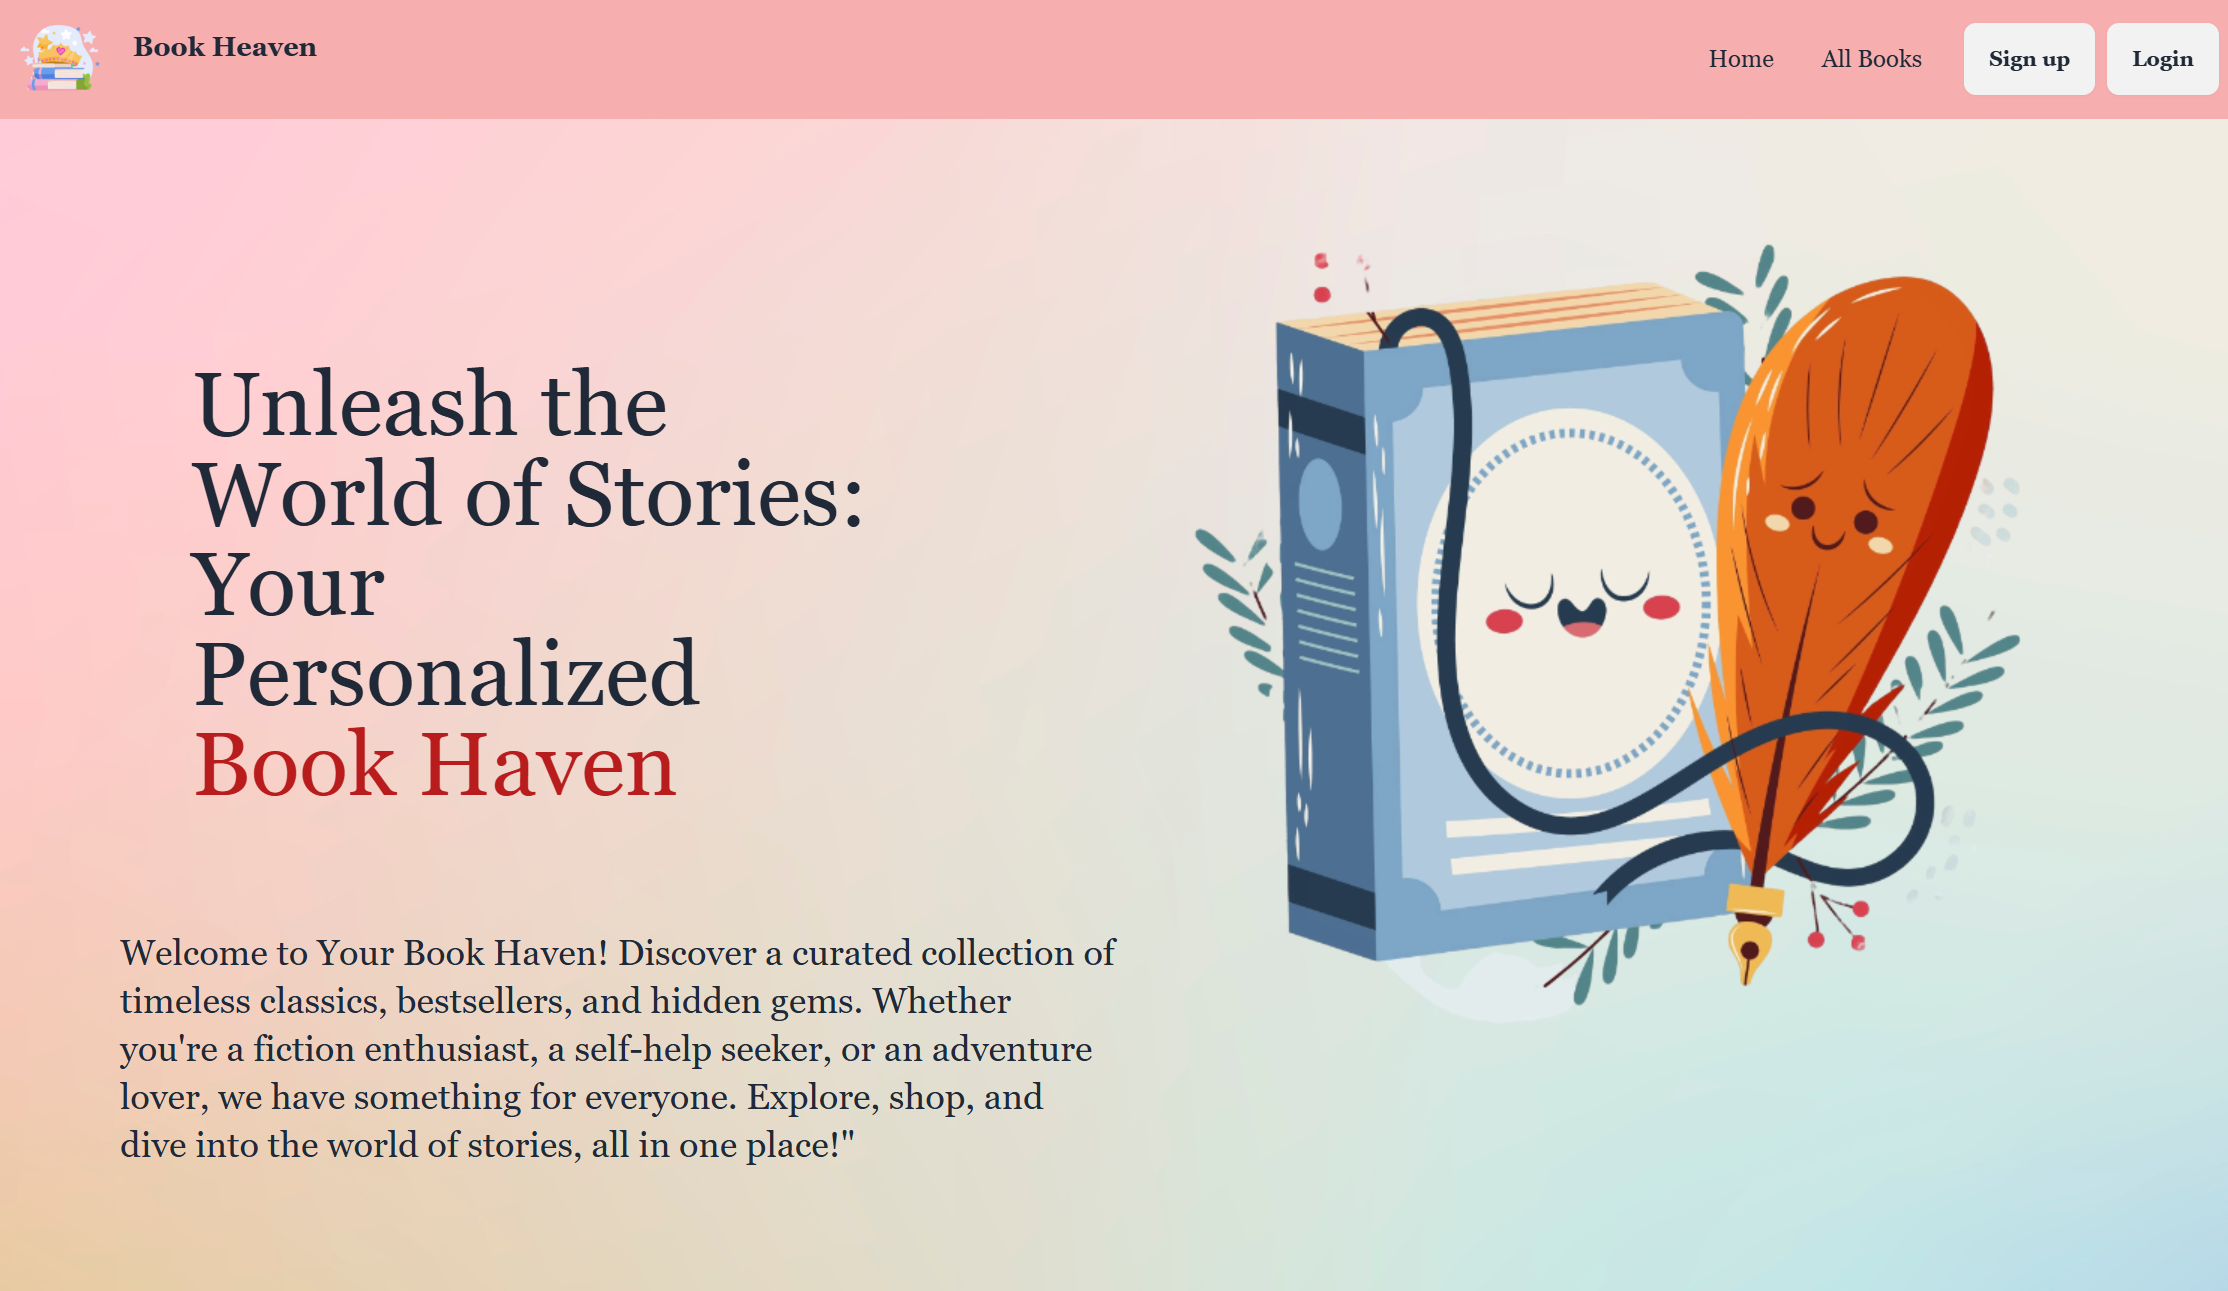 Book Heaven
Home
All Books
Sign up
Login
Unleash the
World of Stories:
Your
Personalized
Book Haven
Welcome to Your Book Haven! Discover a curated collection of
timeless classics, bestsellers, and hidden gems. Whether
you're a fiction enthusiast, a self-help seeker, or an adventure
lover, we have something for everyone. Explore, shop, and
dive into the world of stories, all in one place!"